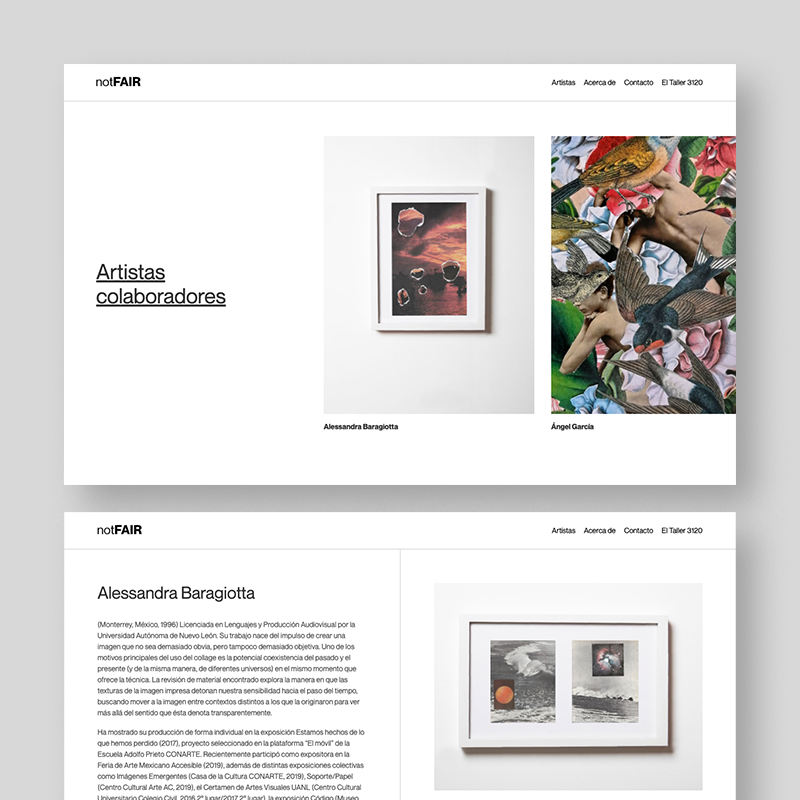 notFAIR
Artistas Acerca de Contacto El Taller 3120
Artistas
colaboradores
Alessandra Baragiotta
Ángel García
notFAIR
Artistas Acerca de Contacto El Taller 3120
Alessandra Baragiotta
(Monterrey, México, 1996) Licenciada en Lenguajes y Producción Audiovisual por la
Universidad Autónoma de Nuevo León. Su trabajo nace del impulso de crear una
imagen que no sea demasiado obvia, pero tampoco demasiado objetiva. Uno de los
motivos principales del uso del collage es la potencial coexistencia del pasado y el
presente (y de la misma manera, de diferentes universos) en el mismo momento que
ofrece la técnica. La revisión de material encontrado explora la manera en que las
texturas de la imagen impresa detonan nuestra sensibilidad hacia el paso del tiempo,
buscando mover a la imagen entre contextos distintos a los que la originaron para ver
más allá del sentido que ésta denota transparentemente.
Ha mostrado su producción de forma individual en la exposición Estamos hechos de lo
que hemos perdido (2017), proyecto seleccionado en la plataforma "El móvil" de la
Escuela Adolfo Prieto CONARTE. Recientemente participó como expositora en la
Feria de Arte Mexicano Accesible (2019), además de distintas exposiciones colectivas
como Imágenes Emergentes (Casa de la Cultura CONARTE, 2019), Soporte/Papel
(Centro Cultural Arte AC, 2019), el Certamen de Artes Visuales UANL (Centro Cultural
Universitario Colegio Civil, 2016 2º lugar/2017 2º lugar), la exposición Código (Museo